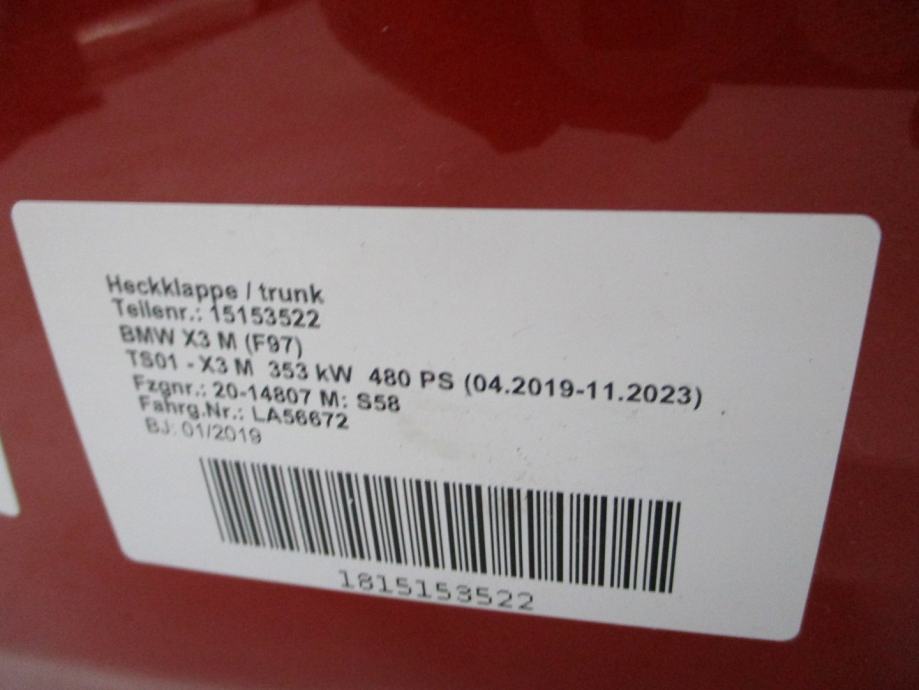 Heckklappe / trunk
Teilenr.: 15153522
BMW X3 M (F97)
TS01 - X3 M 353 kW 480 PS (04.2019-11.2023)
Fzgnr.: 20-14807 M: S58
Fahrg.Nr.: LA56672
BJ: 01/2019
1815153522